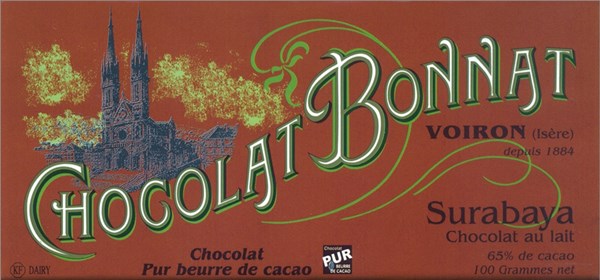 CHOCOLAT BONNAT
VOIRON (Isère)
depuis 1884
Surabaya
Chocolat au lait
65% de cacao
100 Grammes net
Chocolat
Pur beurre de cacao
Chocolat
PUR
BEURRE
DE CACAO
KF DAIRY